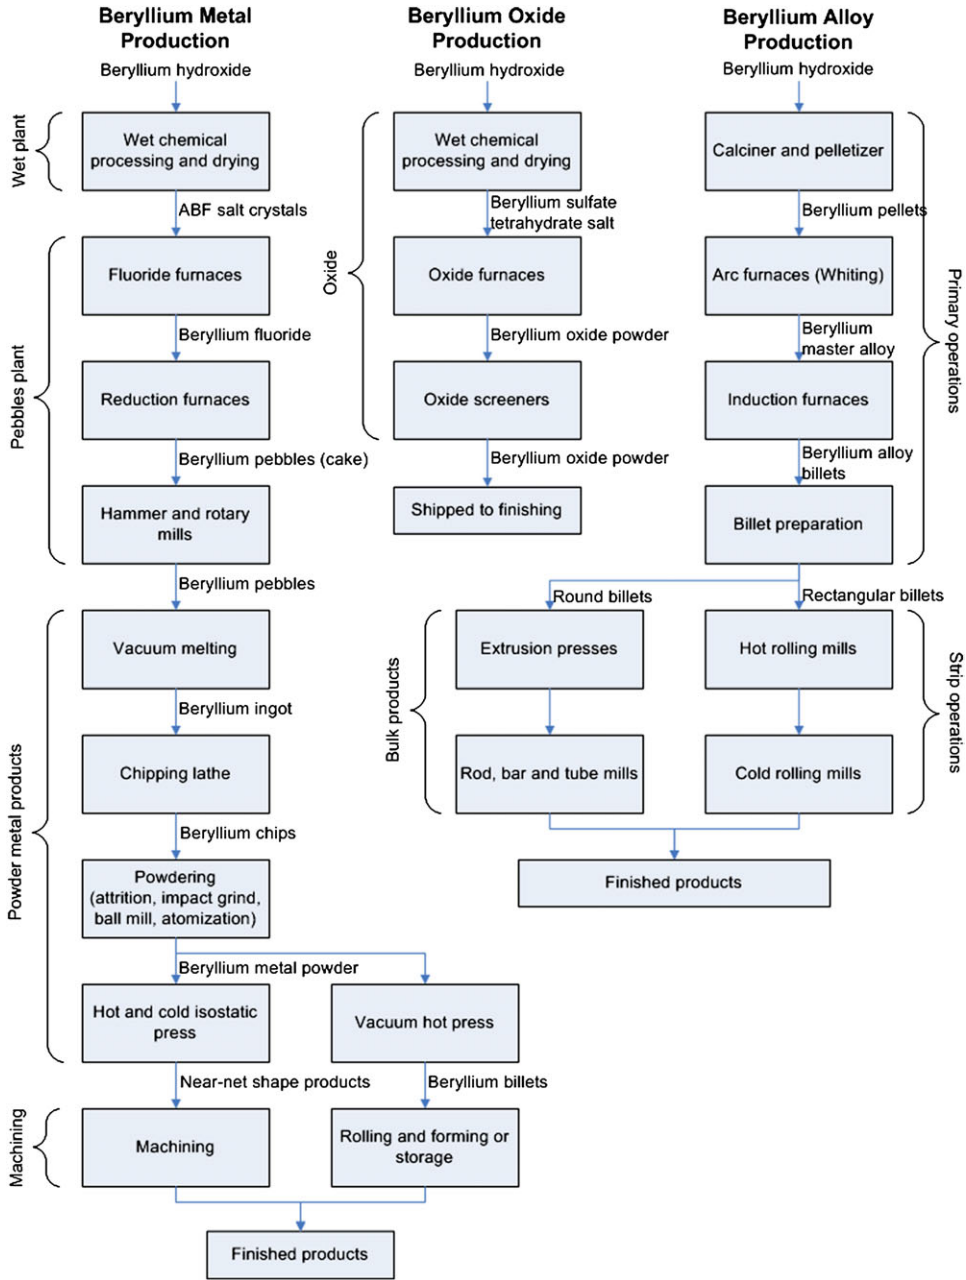 Beryllium Metal
Production
Beryllium hydroxide
Wet plant
Wet chemical
processing and drying
ABF salt crystals
Pebbles plant
Fluoride furnaces
Beryllium fluoride
Reduction furnaces
Beryllium pebbles (cake)
Hammer and rotary
mills
Beryllium pebbles
Powder metal products
Vacuum melting
Beryllium ingot
Chipping lathe
Beryllium chips
Powdering
(attrition, impact grind,
ball mill, atomization)
Beryllium metal powder
Hot and cold isostatic
press
Vacuum hot press
Near-net shape products
Beryllium billets
Machining
Machining
Rolling and forming or
storage
Finished products
Beryllium Oxide
Production
Beryllium hydroxide
Oxide
Wet chemical
processing and drying
Beryllium sulfate
tetrahydrate salt
Oxide furnaces
Beryllium oxide powder
Oxide screeners
Beryllium oxide powder
Shipped to finishing
Beryllium Alloy
Production
Beryllium hydroxide
Primary operations
Calciner and pelletizer
Beryllium pellets
Arc furnaces (Whiting)
Beryllium
master alloy
Induction furnaces
Beryllium alloy
billets
Billet preparation
Round billets
Rectangular billets
Bulk products
Extrusion presses
Rod, bar and tube mills
Strip operations
Hot rolling mills
Cold rolling mills
Finished products